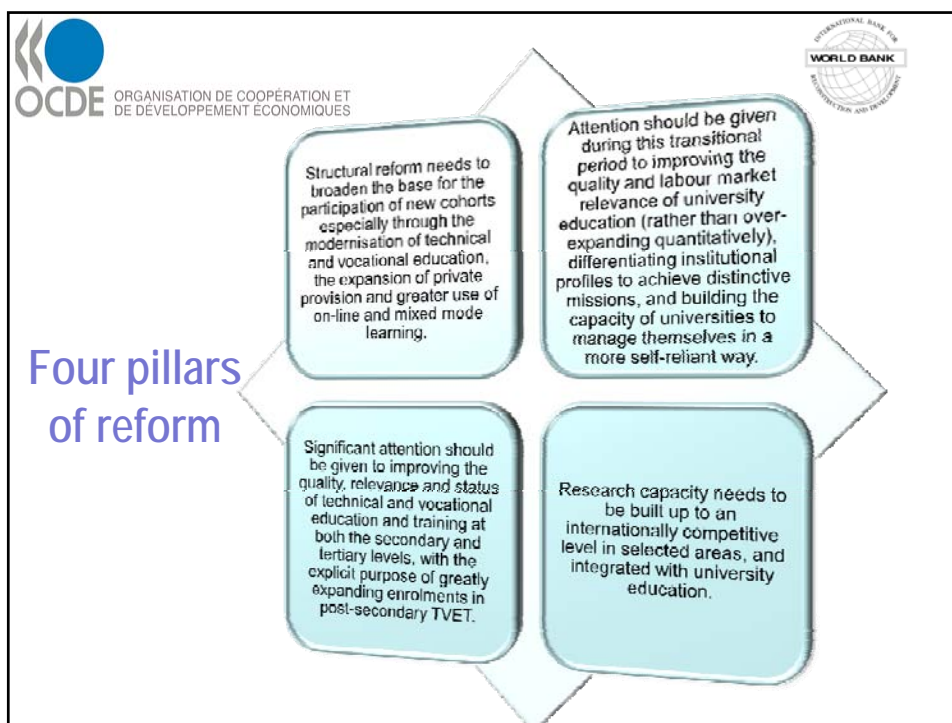 OCDE
ORGANISATION DE COOPÉRATION ET
DE DÉVELOPPEMENT ÉCONOMIQUES
INTERNATIONAL BANK FOR
WORLD BANK
RECONSTRUCTION AND DEVELOPMENT
Four pillars
of reform
Structural reform needs to
broaden the base for the
participation of new cohorts
especially through the
modernisation of technical
and vocational education,
the expansion of private
provision and greater use of
on-line and mixed mode
learning.
Attention should be given
during this transitional
period to improving the
quality and labour market
relevance of university
education (rather than over-
expanding quantitatively),
differentiating institutional
profiles to achieve distinctive
missions, and building the
capacity of universities to
manage themselves in a
more self-reliant way.
Significant attention should
be given to improving the
quality, relevance and status
of technical and vocational
education and training at
both the secondary and
tertiary levels, with the
explicit purpose of greatly
expanding enrolments in
post-secondary TVET.
Research capacity needs to
be built up to an
internationally competitive
level in selected areas, and
integrated with university
education.